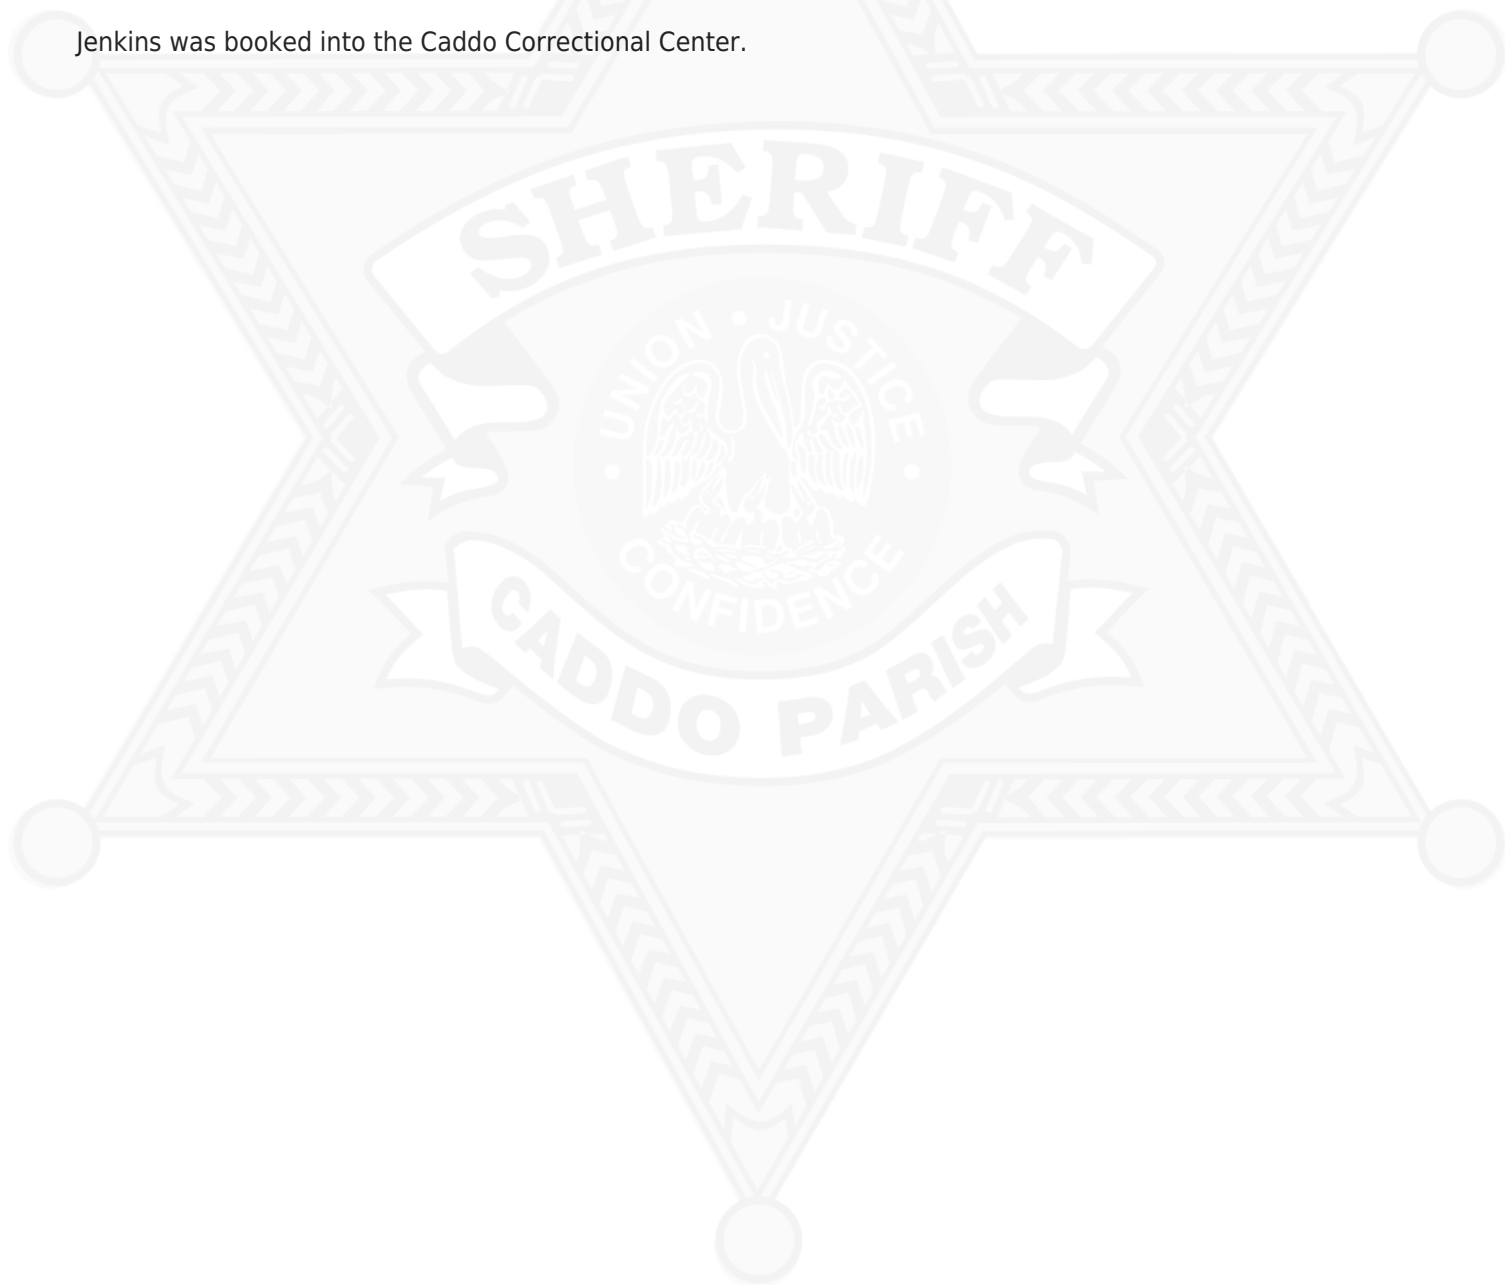 Jenkins was booked into the Caddo Correctional Center.
SHERIFF
UNION • JUSTICE
• CONFIDENCE •
CADDO PARISH